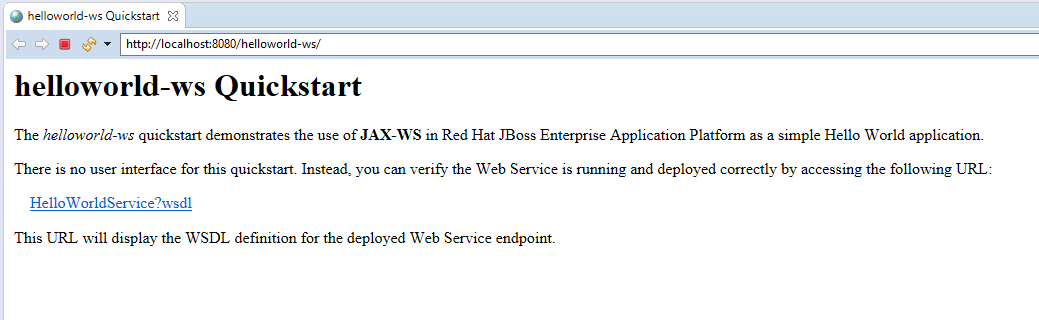 helloworld-ws Quickstart
http://localhost:8080/helloworld-ws/
helloworld-ws Quickstart
The helloworld-ws quickstart demonstrates the use of JAX-WS in Red Hat JBoss Enterprise Application Platform as a simple Hello World application.
There is no user interface for this quickstart. Instead, you can verify the Web Service is running and deployed correctly by accessing the following URL:
HelloWorldService?wsdl
This URL will display the WSDL definition for the deployed Web Service endpoint.